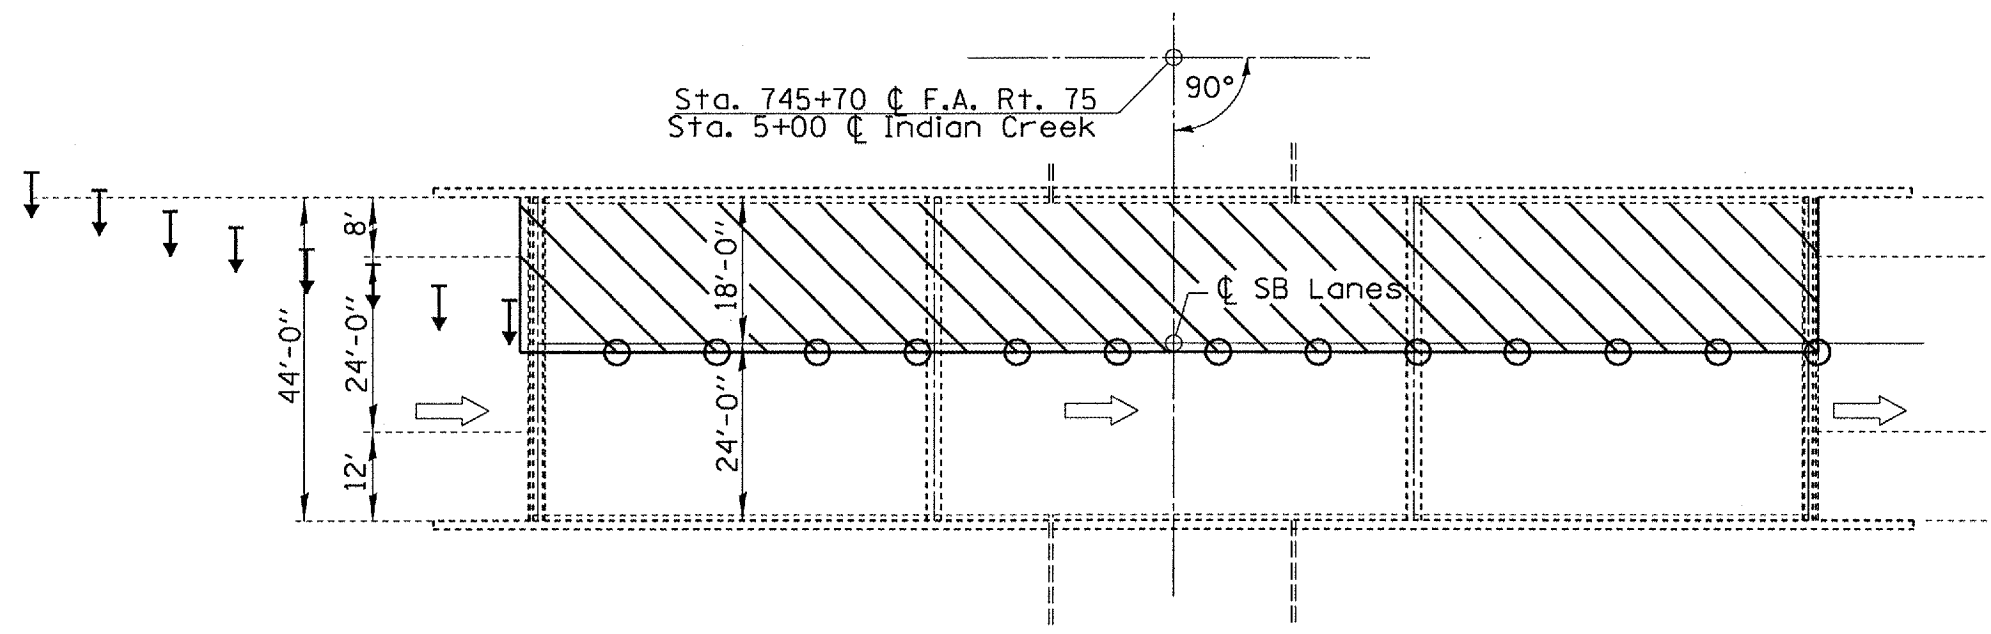 90°
Sta. 745+70 ℄ F.A. Rt. 75
Sta. 5+00 ℄ Indian Creek
8'
18'-0"
℄ SB Lanes
44'-0"
24'-0"
24'-0"
12'